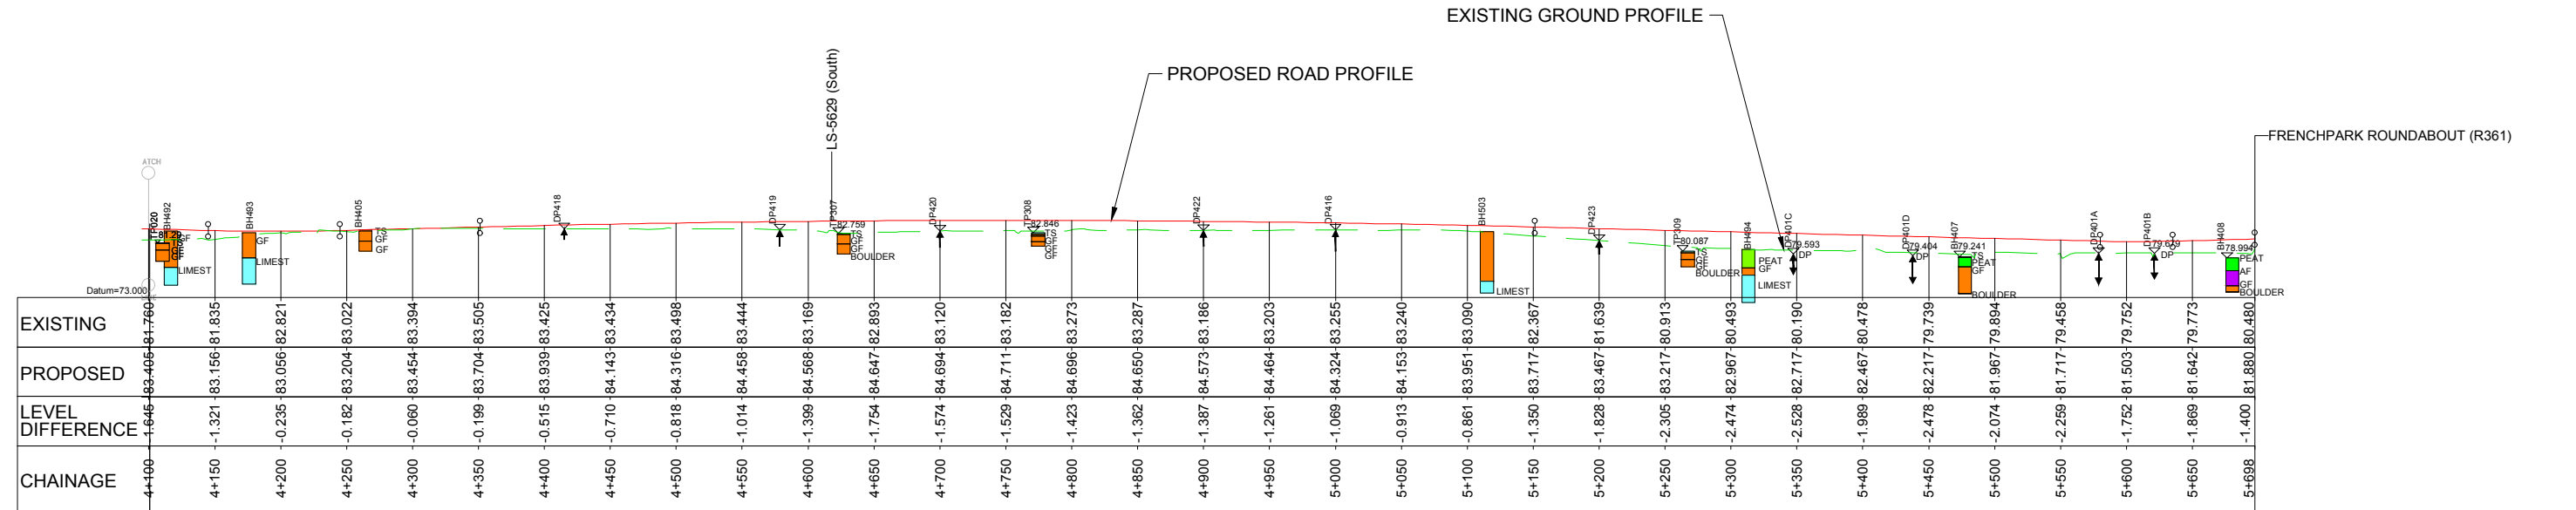 EXISTING GROUND PROFILE
PROPOSED ROAD PROFILE
LS-5629 (South)
FRENCHPARK ROUNDABOUT (R361)
ATCH
TP020
BH492
BH493
BH405
DP418
DP419
TP307
DP420
TP308
DP422
DP416
BH503
DP423
TP309
BH494
DP401C
DP401D
BH407
DP401A
DP401B
BH408
81.29
GF
TS
GF
GF
LIMEST
GF
LIMEST
TS
GF
GF
82.759
TS
GF
GF
BOULDER
82.846
TS
GF
GF
GF
LIMEST
80.087
TS
GF
GF
BOULDER
PEAT
GF
LIMEST
79.593
DP
79.404
DP
79.241
TS
PEAT
GF
BOULDER
79.679
DP
78.994
PEAT
AF
GF
BOULDER
Datum=73.000
EXISTING 81.760 81.835 82.821 83.022 83.394 83.505 83.425 83.434 83.498 83.444 83.169 82.893 83.120 83.182 83.273 83.287 83.186 83.203 83.255 83.240 83.090 82.367 81.639 80.913 80.493 80.190 80.478 79.739 79.894 79.458 79.752 79.773 80.480
PROPOSED 83.405 83.156 83.056 83.204 83.454 83.704 83.939 84.143 84.316 84.458 84.568 84.647 84.694 84.711 84.696 84.650 84.573 84.464 84.324 84.153 83.951 83.717 83.467 83.217 82.967 82.717 82.467 82.217 81.967 81.717 81.503 81.642 81.880
LEVEL
DIFFERENCE -1.645 -1.321 -0.235 -0.182 -0.060 -0.199 -0.515 -0.710 -0.818 -1.014 -1.399 -1.754 -1.574 -1.529 -1.423 -1.362 -1.387 -1.261 -1.069 -0.913 -0.861 -1.350 -1.828 -2.305 -2.474 -2.528 -1.989 -2.478 -2.074 -2.259 -1.752 -1.869 -1.400
CHAINAGE 4+100 4+150 4+200 4+250 4+300 4+350 4+400 4+450 4+500 4+550 4+600 4+650 4+700 4+750 4+800 4+850 4+900 4+950 5+000 5+050 5+100 5+150 5+200 5+250 5+300 5+350 5+400 5+450 5+500 5+550 5+600 5+650 5+698